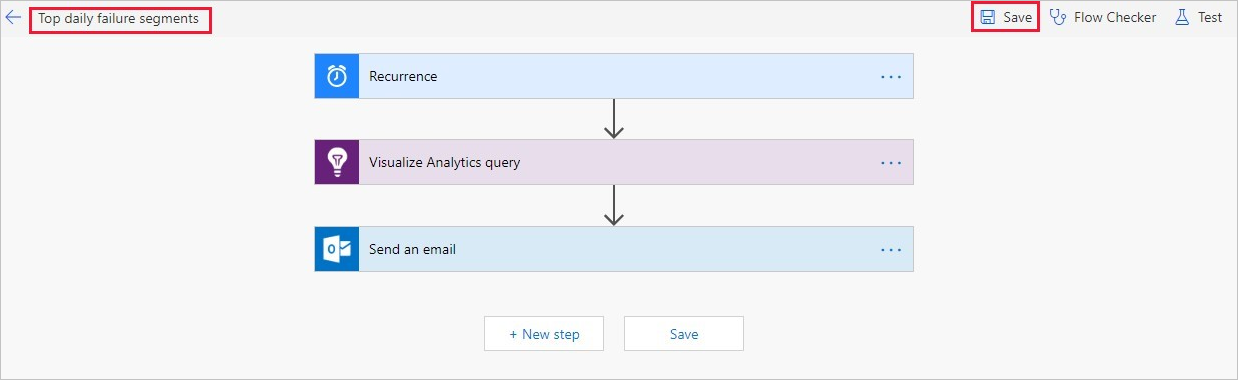 Top daily failure segments
Save
Flow Checker
Test
Recurrence
Visualize Analytics query
Send an email
+ New step
Save